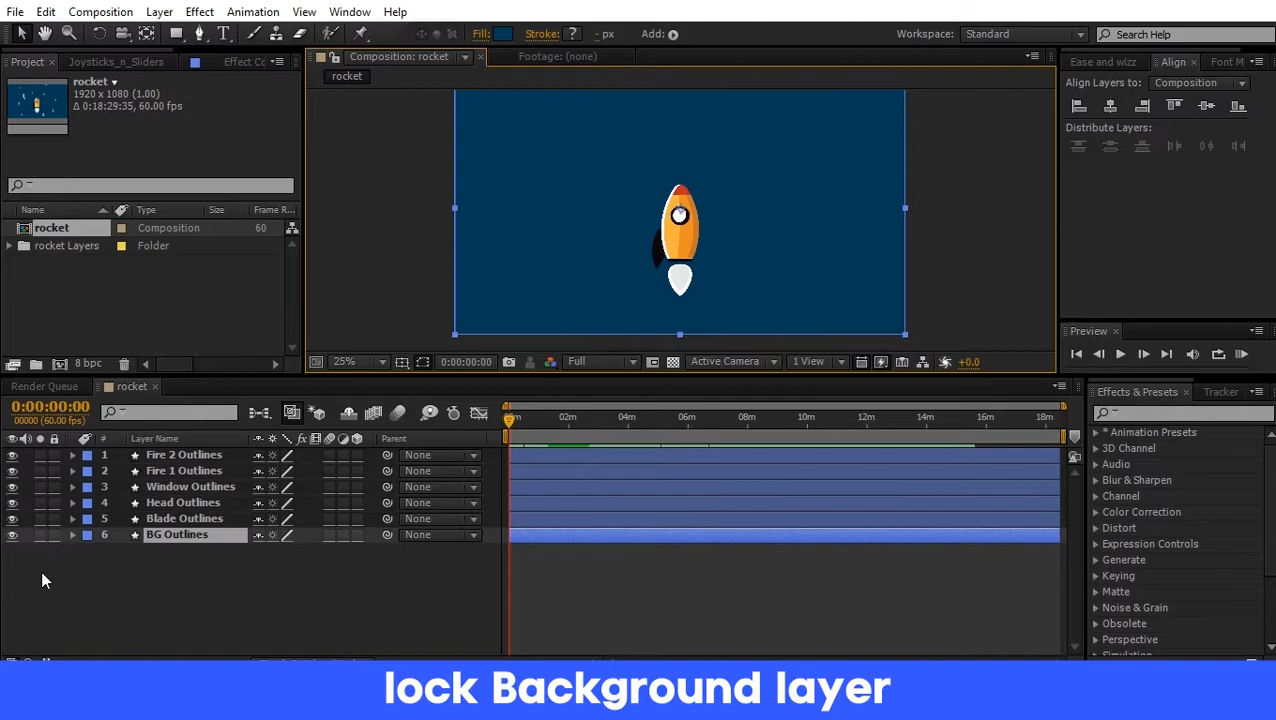 File Edit Composition Layer Effect Animation View Window Help
Fill: Stroke: ? - px Add: Workspace: Standard Search Help
Project Joysticks_n_Sliders Effect Co Composition: rocket Footage: (none) Ease and wizz Align Font M
rocket
1920 x 1080 (1.00)
Δ 0:18:29:35, 60.00 fps
rocket
Align Layers to: Composition
Distribute Layers:
Name Type Size Frame R...
rocket Composition 60
rocket Layers Folder
Preview
8 bpc 25% 0:00:00:00 Full Active Camera 1 View +0.0
Render Queue rocket
Effects & Presets Tracker
0:00:00:00
00000 (60.00 fps)
02m 04m 06m 08m 10m 12m 14m 16m 18m
# Layer Name Parent
1 Fire 2 Outlines None
2 Fire 1 Outlines None
3 Window Outlines None
4 Head Outlines None
5 Blade Outlines None
6 BG Outlines None
* Animation Presets
3D Channel
Audio
Blur & Sharpen
Channel
Color Correction
Distort
Expression Controls
Generate
Keying
Matte
Noise & Grain
Obsolete
Perspective
lock Background layer